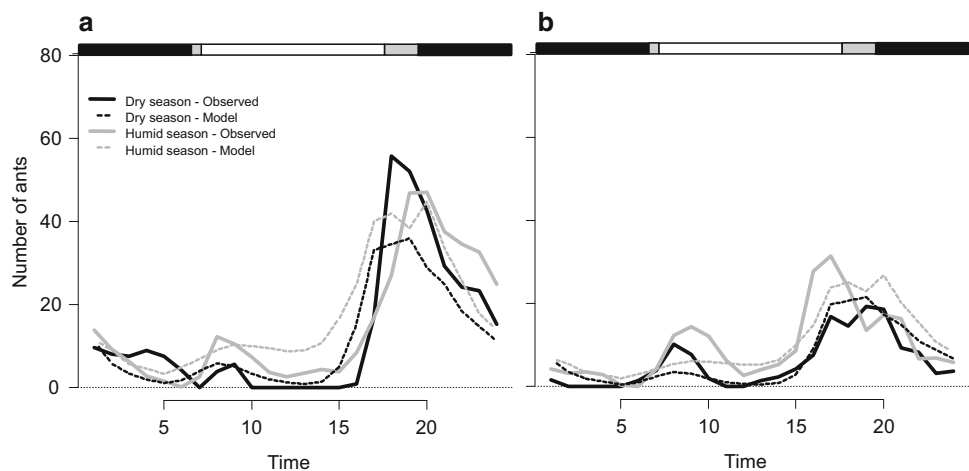 a
b
80
60
40
20
0
Number of ants
Dry season - Observed
Dry season - Model
Humid season - Observed
Humid season - Model
5 10 15 20
5 10 15 20
Time
Time